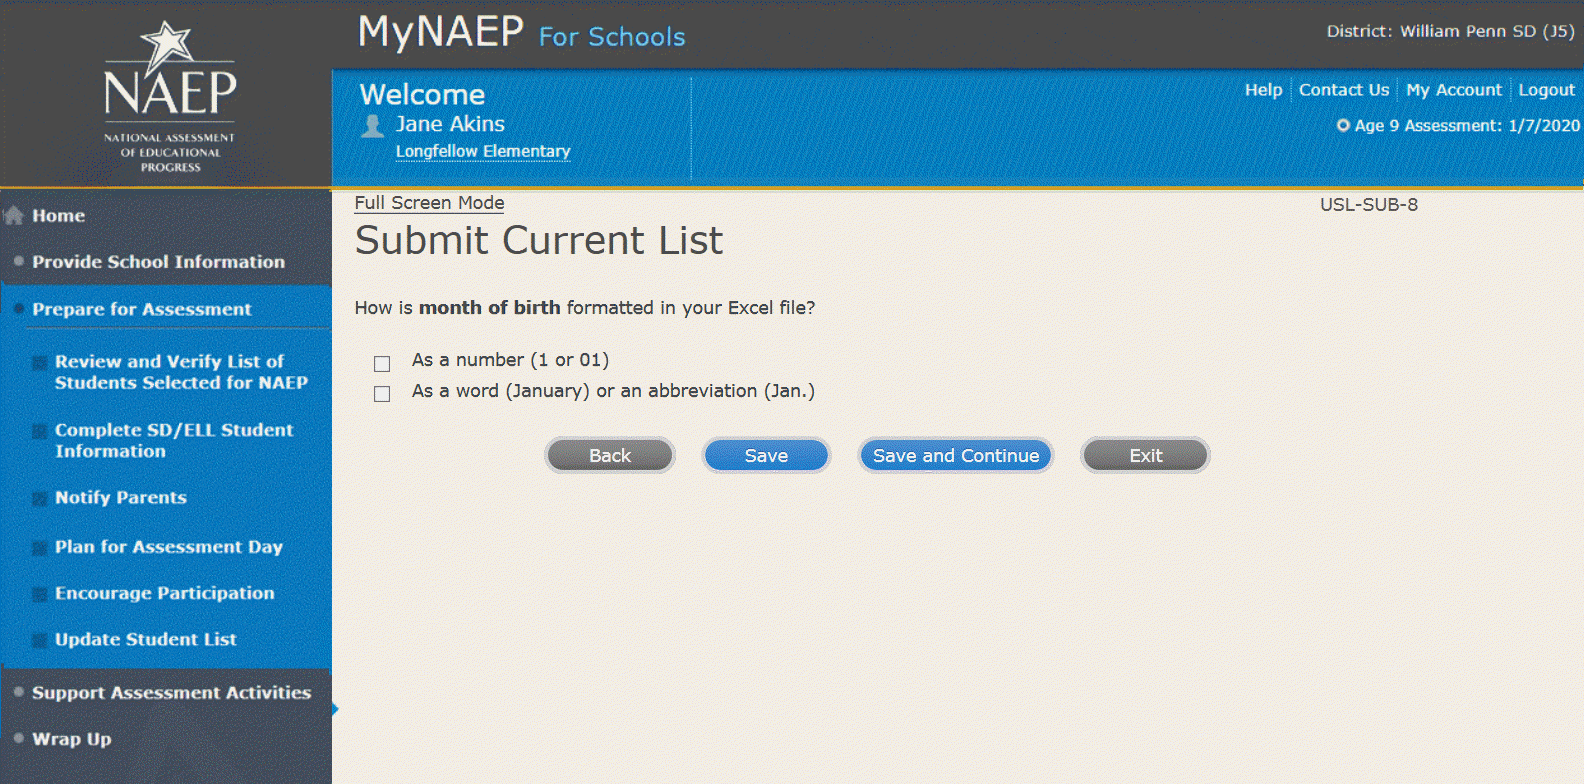 NAEP
NATIONAL ASSESSMENT
OF EDUCATIONAL
PROGRESS
MyNAEP For Schools
District: William Penn SD (J5)
Welcome
Jane Akins
Longfellow Elementary
Help Contact Us My Account Logout
Age 9 Assessment: 1/7/2020
Home
Provide School Information
Prepare for Assessment
Review and Verify List of
Students Selected for NAEP
Complete SD/ELL Student
Information
Notify Parents
Plan for Assessment Day
Encourage Participation
Update Student List
Support Assessment Activities
Wrap Up
Full Screen Mode
USL-SUB-8
Submit Current List
How is month of birth formatted in your Excel file?
As a number (1 or 01)
As a word (January) or an abbreviation (Jan.)
Back Save Save and Continue Exit